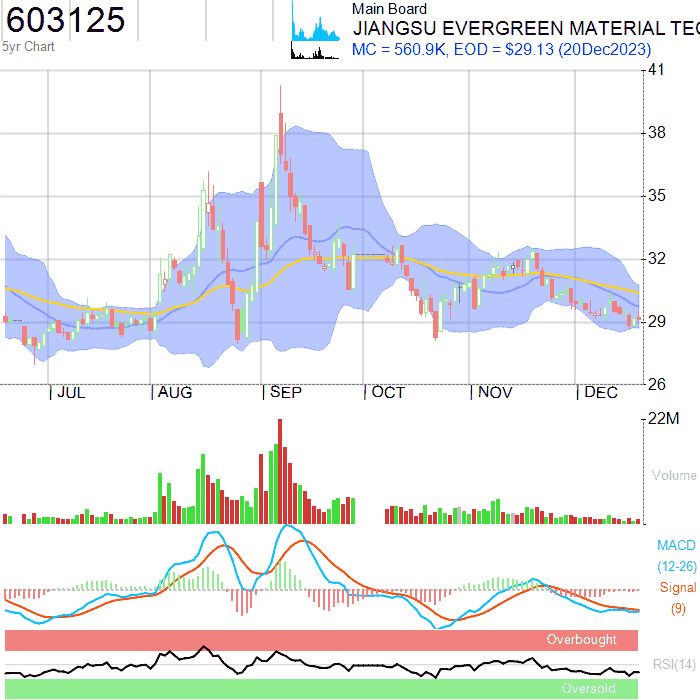 603125
5yr Chart
Main Board
JIANGSU EVERGREEN MATERIAL TEC
MC = 560.9K, EOD = $29.13 (20Dec2023)
41
38
35
32
29
26
JUL AUG SEP OCT NOV DEC
22M
Volume
MACD
(12-26)
Signal
(9)
Overbought
RSI(14)
Oversold